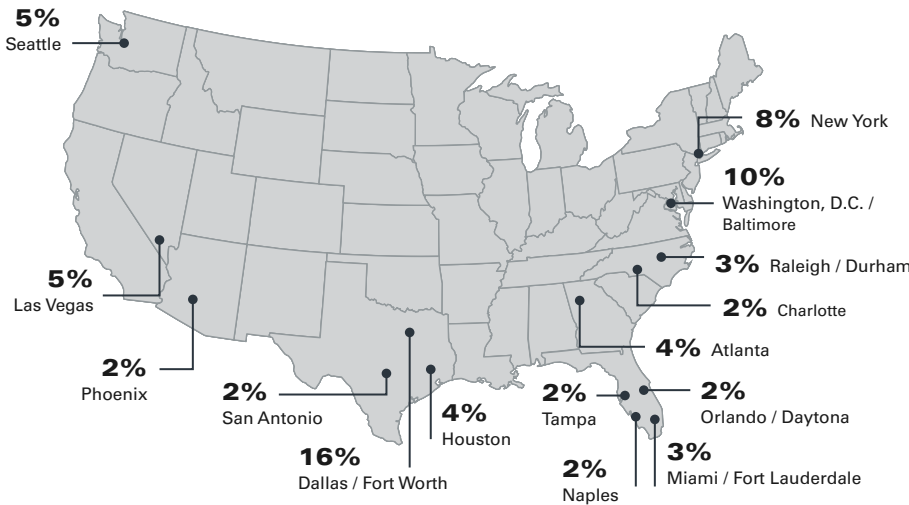 5%
Seattle
8% New York
10%
Washington, D.C. /
Baltimore
3% Raleigh / Durham
5%
Las Vegas
2% Charlotte
4% Atlanta
2%
Phoenix
2%
San Antonio
4%
Houston
2%
Tampa
2%
Orlando / Daytona
16%
Dallas / Fort Worth
2%
Naples
3%
Miami / Fort Lauderdale